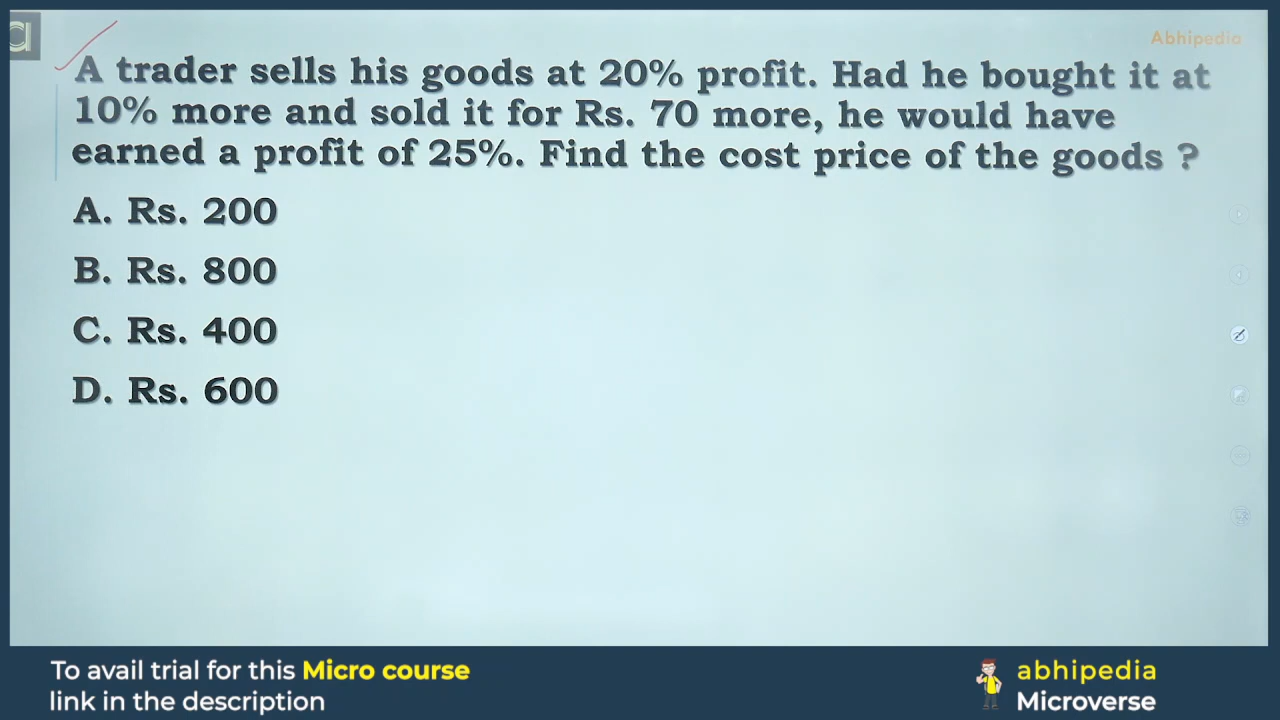 a
Abhipedia
A trader sells his goods at 20% profit. Had he bought it at
10% more and sold it for Rs. 70 more, he would have
earned a profit of 25%. Find the cost price of the goods ?
A. Rs. 200
B. Rs. 800
C. Rs. 400
D. Rs. 600
To avail trial for this Micro course
link in the description
abhipedia
Microverse